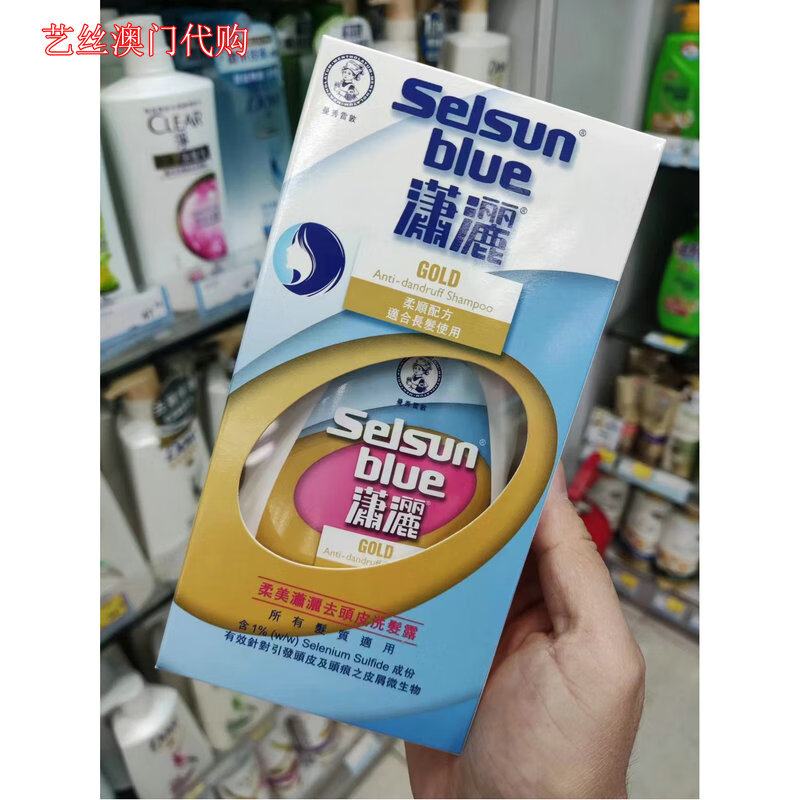 艺丝澳门代购
CLEAR
淨
曼秀雷敦
Selsun®
blue
瀟灑®
GOLD
Anti-dandruff Shampoo
柔順配方
適合長髮使用
曼秀雷敦
Selsun®
blue
瀟灑®
GOLD
Anti-dandruff
柔美瀟灑去頭皮洗髮露
所有髮質適用
含1% (w/w) Selenium Sulfide 成份
有效針對引發頭皮及頭痕之皮屑微生物